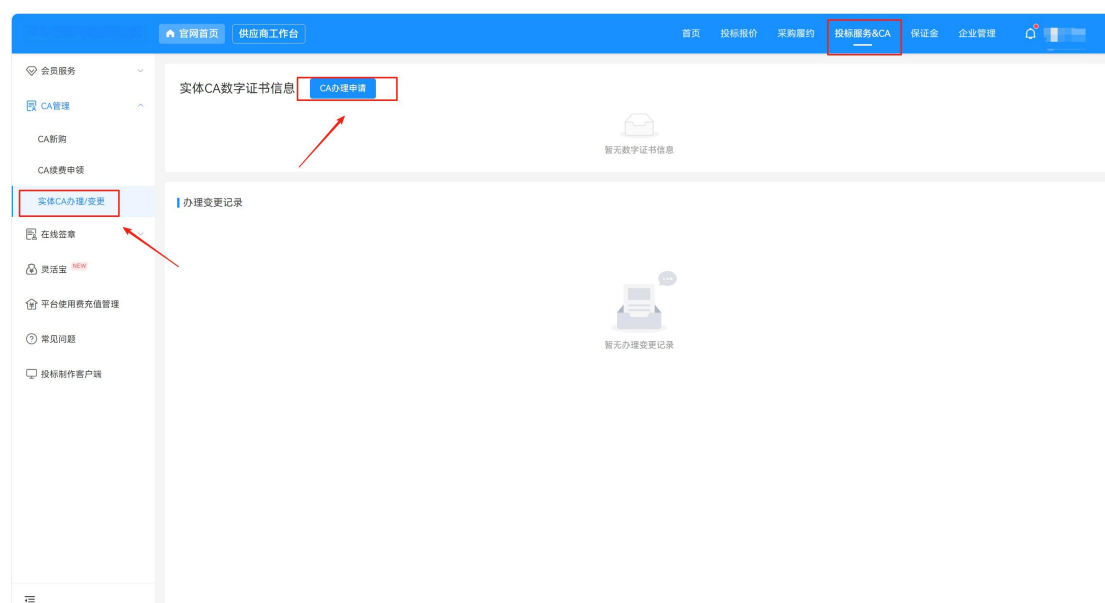 官网首页 供应商工作台 首页 投标报价 采购履约 投标服务&CA 保证金 企业管理
会员服务
CA管理
CA新购
CA续费申领
实体CA办理/变更
在线签章
灵活宝 NEW
平台使用费充值管理
常见问题
投标制作客户端
实体CA数字证书信息 CA办理申请
暂无数字证书信息
办理变更记录
暂无办理变更记录